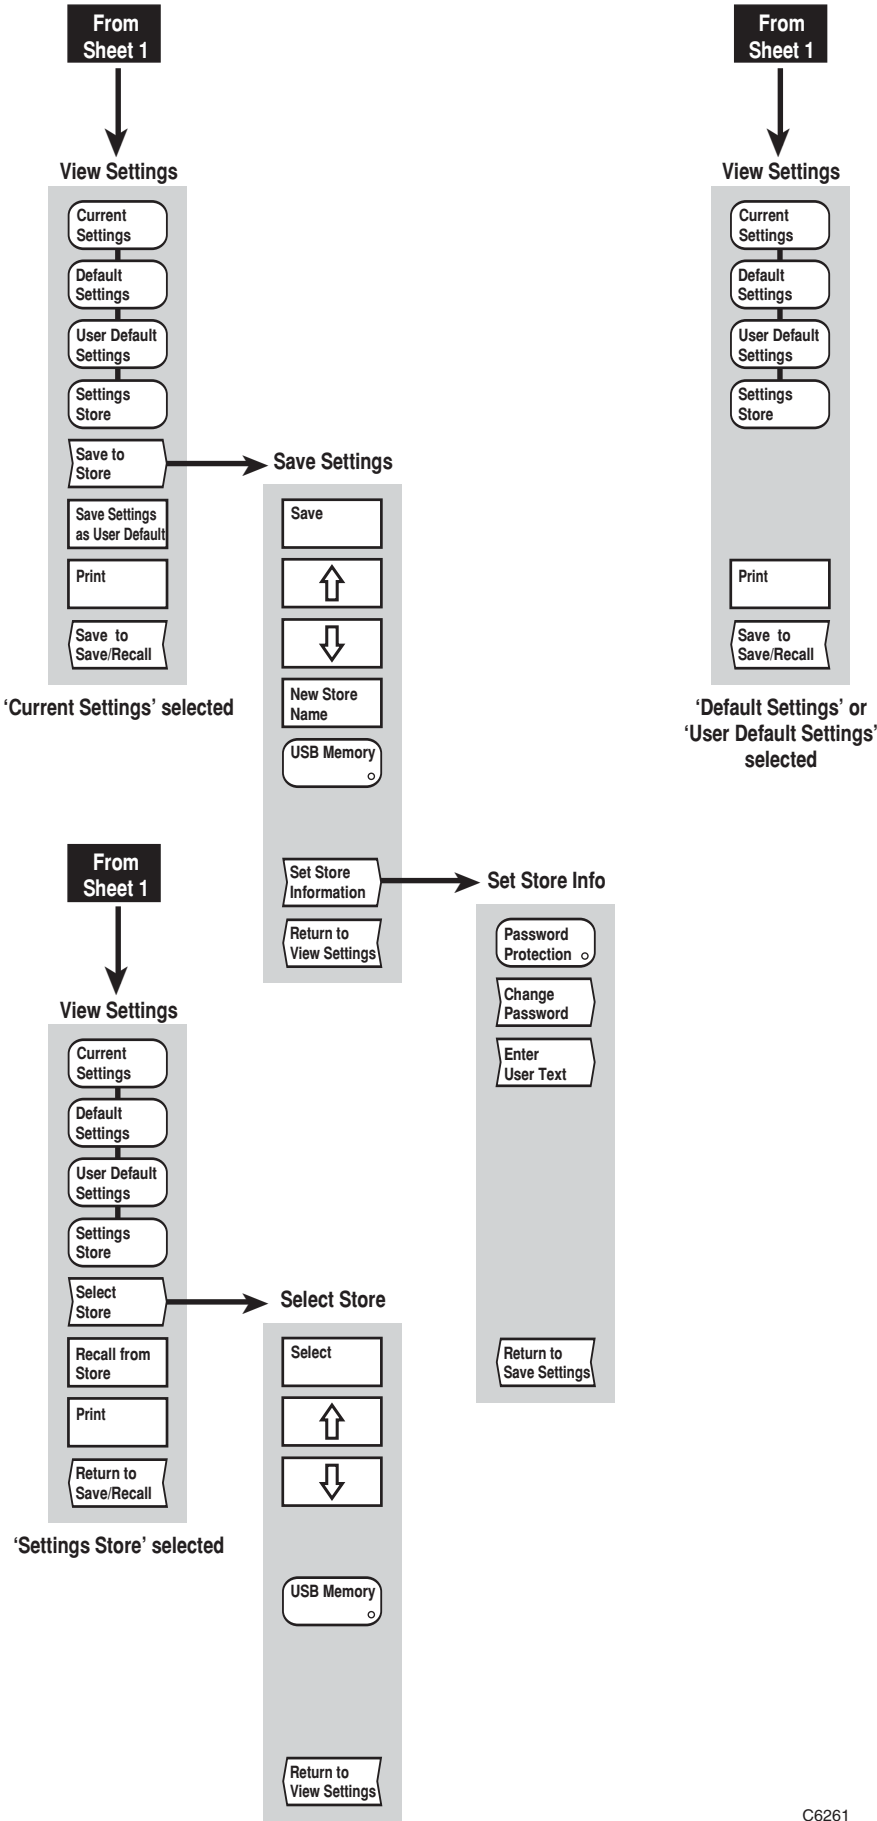 From
Sheet 1
View Settings
Current
Settings
Default
Settings
User Default
Settings
Settings
Store
Save to
Store
Save Settings
as User Default
Print
Save to
Save/Recall
‘Current Settings’ selected
Save Settings
Save
New Store
Name
USB Memory
Set Store
Information
Return to
View Settings
Set Store Info
Password
Protection
Change
Password
Enter
User Text
Return to
Save Settings
From
Sheet 1
View Settings
Current
Settings
Default
Settings
User Default
Settings
Settings
Store
Print
Save to
Save/Recall
‘Default Settings’ or
‘User Default Settings’
selected
From
Sheet 1
View Settings
Current
Settings
Default
Settings
User Default
Settings
Settings
Store
Select
Store
Recall from
Store
Print
Return to
Save/Recall
‘Settings Store’ selected
Select Store
Select
USB Memory
Return to
View Settings
C6261